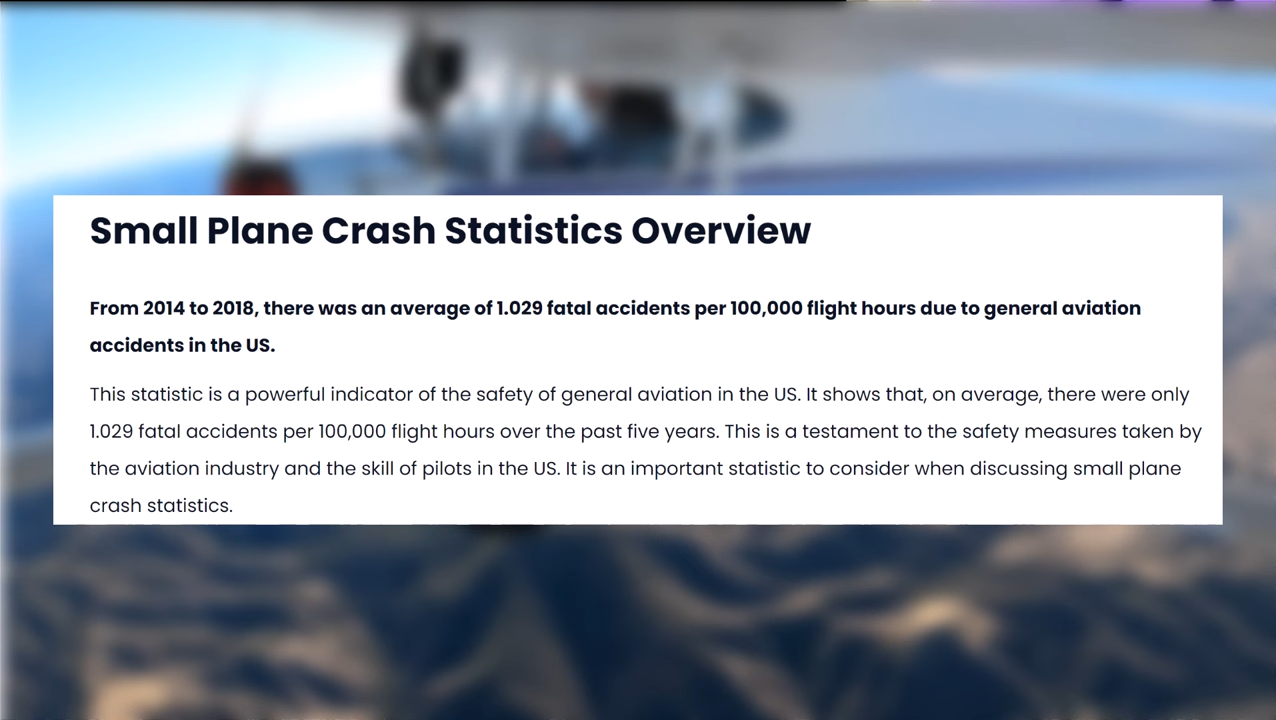 Small Plane Crash Statistics Overview
From 2014 to 2018, there was an average of 1.029 fatal accidents per 100,000 flight hours due to general aviation
accidents in the US.
This statistic is a powerful indicator of the safety of general aviation in the US. It shows that, on average, there were only
1.029 fatal accidents per 100,000 flight hours over the past five years. This is a testament to the safety measures taken by
the aviation industry and the skill of pilots in the US. It is an important statistic to consider when discussing small plane
crash statistics.